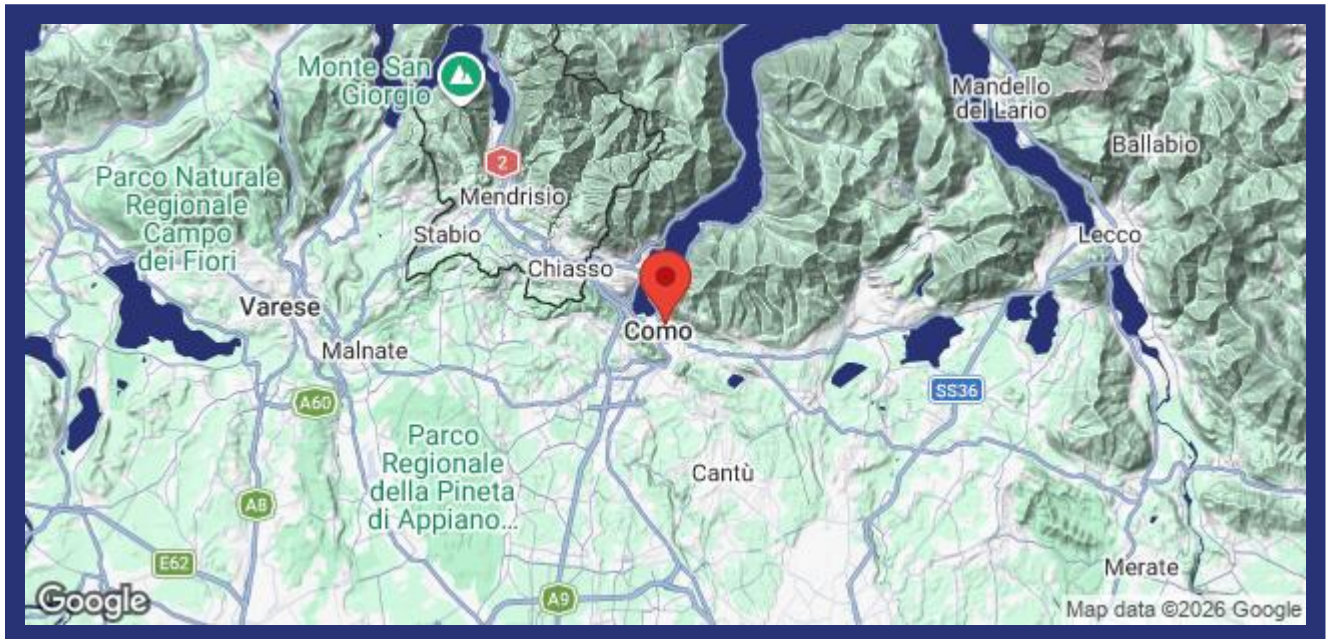 Monte San
Giorgio
Mandello
del Lario
Ballabio
2
Parco Naturale
Regionale
Campo
dei Fiori
Mendrisio
Stabio
Lecco
Chiasso
Varese
Como
Malnate
SS36
A60
Parco
Regionale
della Pineta
di Appiano...
Cantù
A8
E62
Merate
A9
Google
Map data ©2026 Google